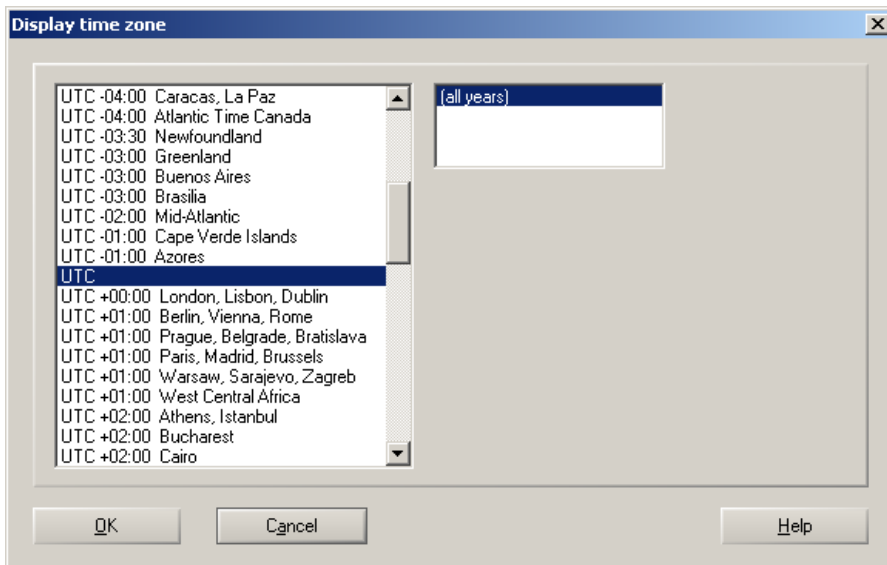 Display time zone
UTC -04:00 Caracas, La Paz
UTC -04:00 Atlantic Time Canada
UTC -03:30 Newfoundland
UTC -03:00 Greenland
UTC -03:00 Buenos Aires
UTC -03:00 Brasilia
UTC -02:00 Mid-Atlantic
UTC -01:00 Cape Verde Islands
UTC -01:00 Azores
UTC
UTC +00:00 London, Lisbon, Dublin
UTC +01:00 Berlin, Vienna, Rome
UTC +01:00 Prague, Belgrade, Bratislava
UTC +01:00 Paris, Madrid, Brussels
UTC +01:00 Warsaw, Sarajevo, Zagreb
UTC +01:00 West Central Africa
UTC +02:00 Athens, Istanbul
UTC +02:00 Bucharest
UTC +02:00 Cairo
(all years)
OK
Cancel
Help